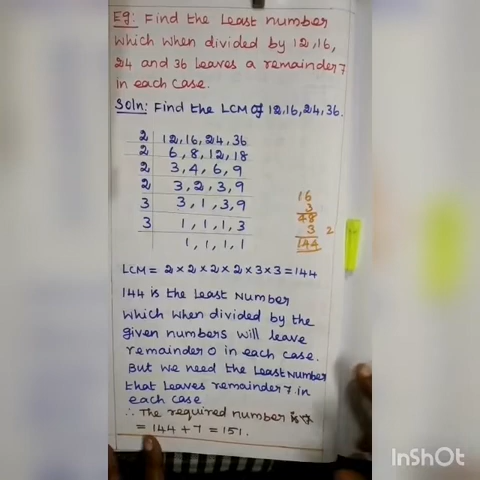 Eg: Find the Least number
which when divided by 12,16,
24 and 36 leaves a remainder 7
in each case.
Soln: Find the LCM of 12,16,24,36.
2 12,16,24,36
2 6,8,12,18
2 3,4,6,9
2 3,2,3,9
3 3,1,3,9
3 1,1,1,3
1,1,1,1
16
3
48
3 2
144
LCM = 2×2×2×2×3×3=144
144 is the Least Number
which when divided by the
given numbers will leave
remainder 0 in each case.
But we need the Least Number
that leaves remainder 7 in
each case
∴ The required number is
= 144 + 7 = 151.
InShOt